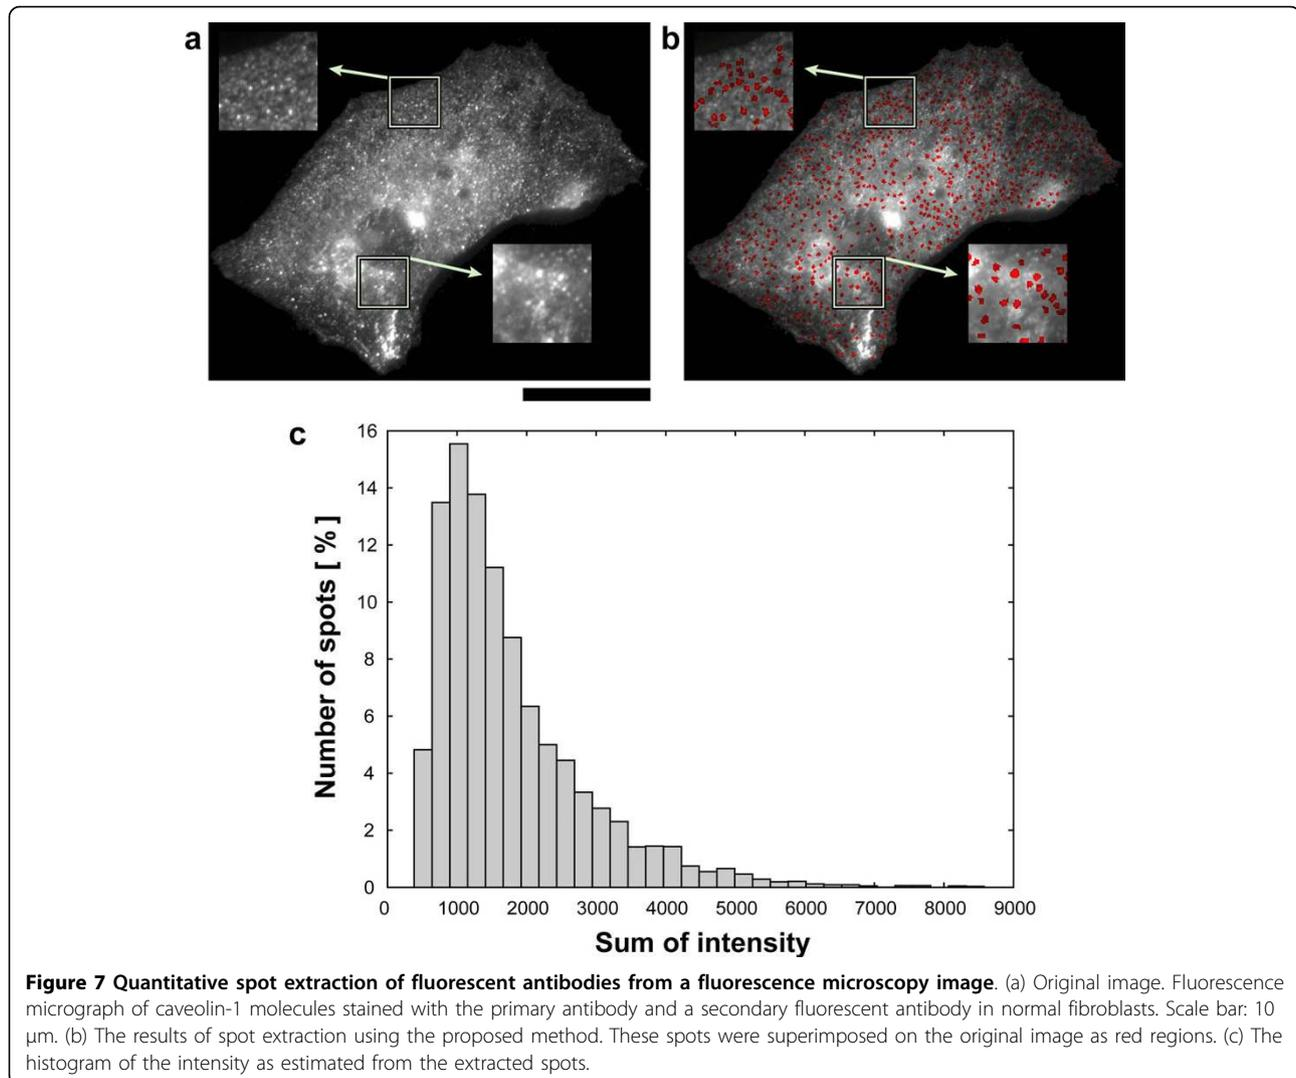 a
b
c
16
14
12
10
8
6
4
2
0
Number of spots [ % ]
0 1000 2000 3000 4000 5000 6000 7000 8000 9000
Sum of intensity
Figure 7 Quantitative spot extraction of fluorescent antibodies from a fluorescence microscopy image. (a) Original image. Fluorescence
micrograph of caveolin-1 molecules stained with the primary antibody and a secondary fluorescent antibody in normal fibroblasts. Scale bar: 10
μm. (b) The results of spot extraction using the proposed method. These spots were superimposed on the original image as red regions. (c) The
histogram of the intensity as estimated from the extracted spots.